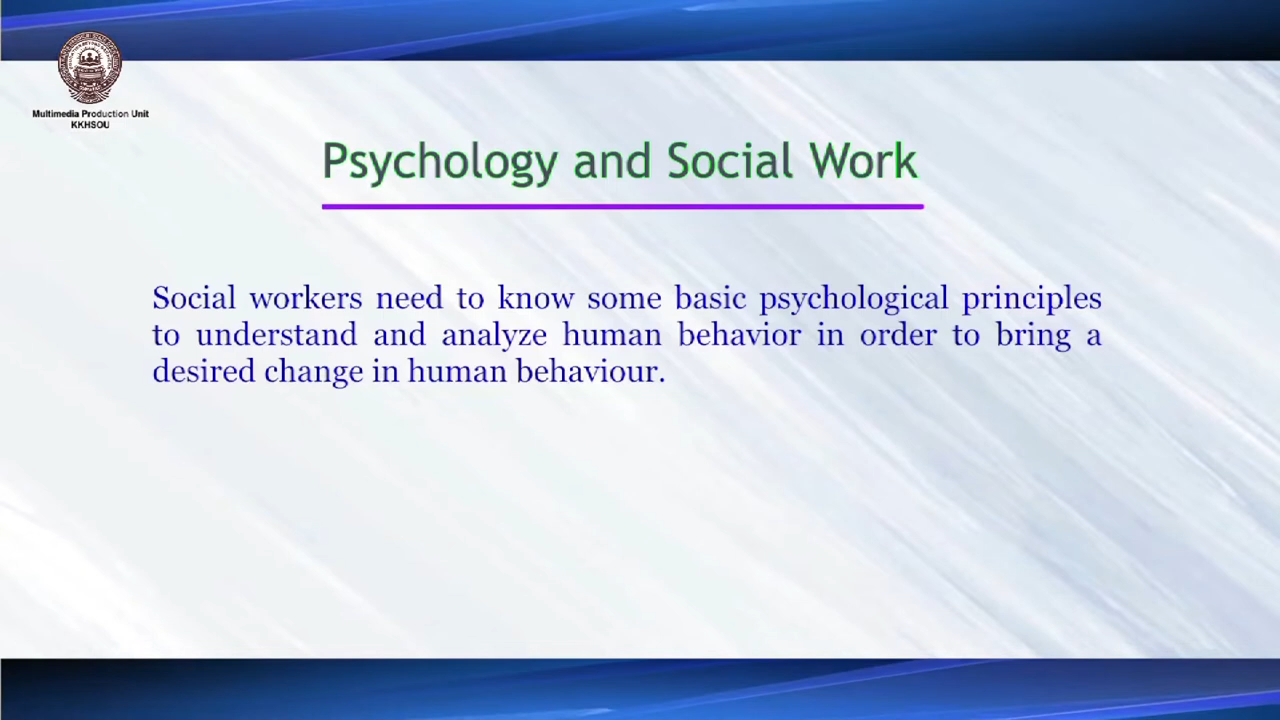 Multimedia Production Unit
KKHSOU
Psychology and Social Work
Social workers need to know some basic psychological principles
to understand and analyze human behavior in order to bring a
desired change in human behaviour.